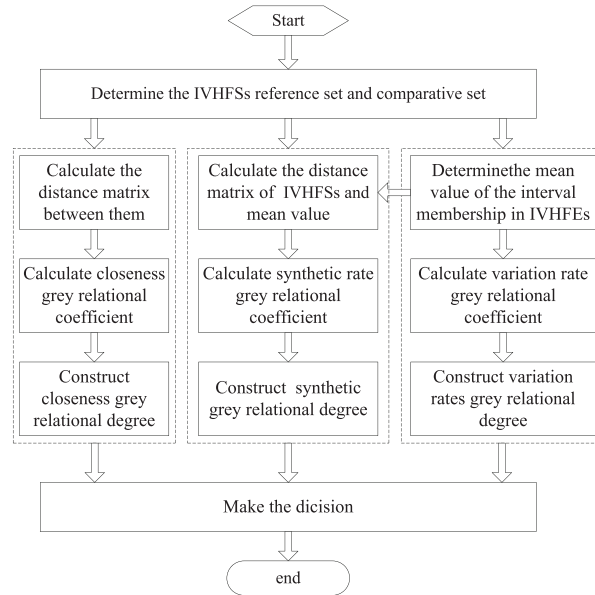 Start
Determine the IVHFSs reference set and comparative set
Calculate the
distance matrix
between them
Calculate the distance
matrix of IVHFSs and
mean value
Determinethe mean
value of the interval
membership in IVHFEs
Calculate closeness
grey relational
coefficient
Calculate synthetic rate
grey relational
coefficient
Calculate variation rate
grey relational
coefficient
Construct
closeness grey
relational degree
Construct synthetic
grey relational degree
Construct variation
rates grey relational
degree
Make the dicision
end